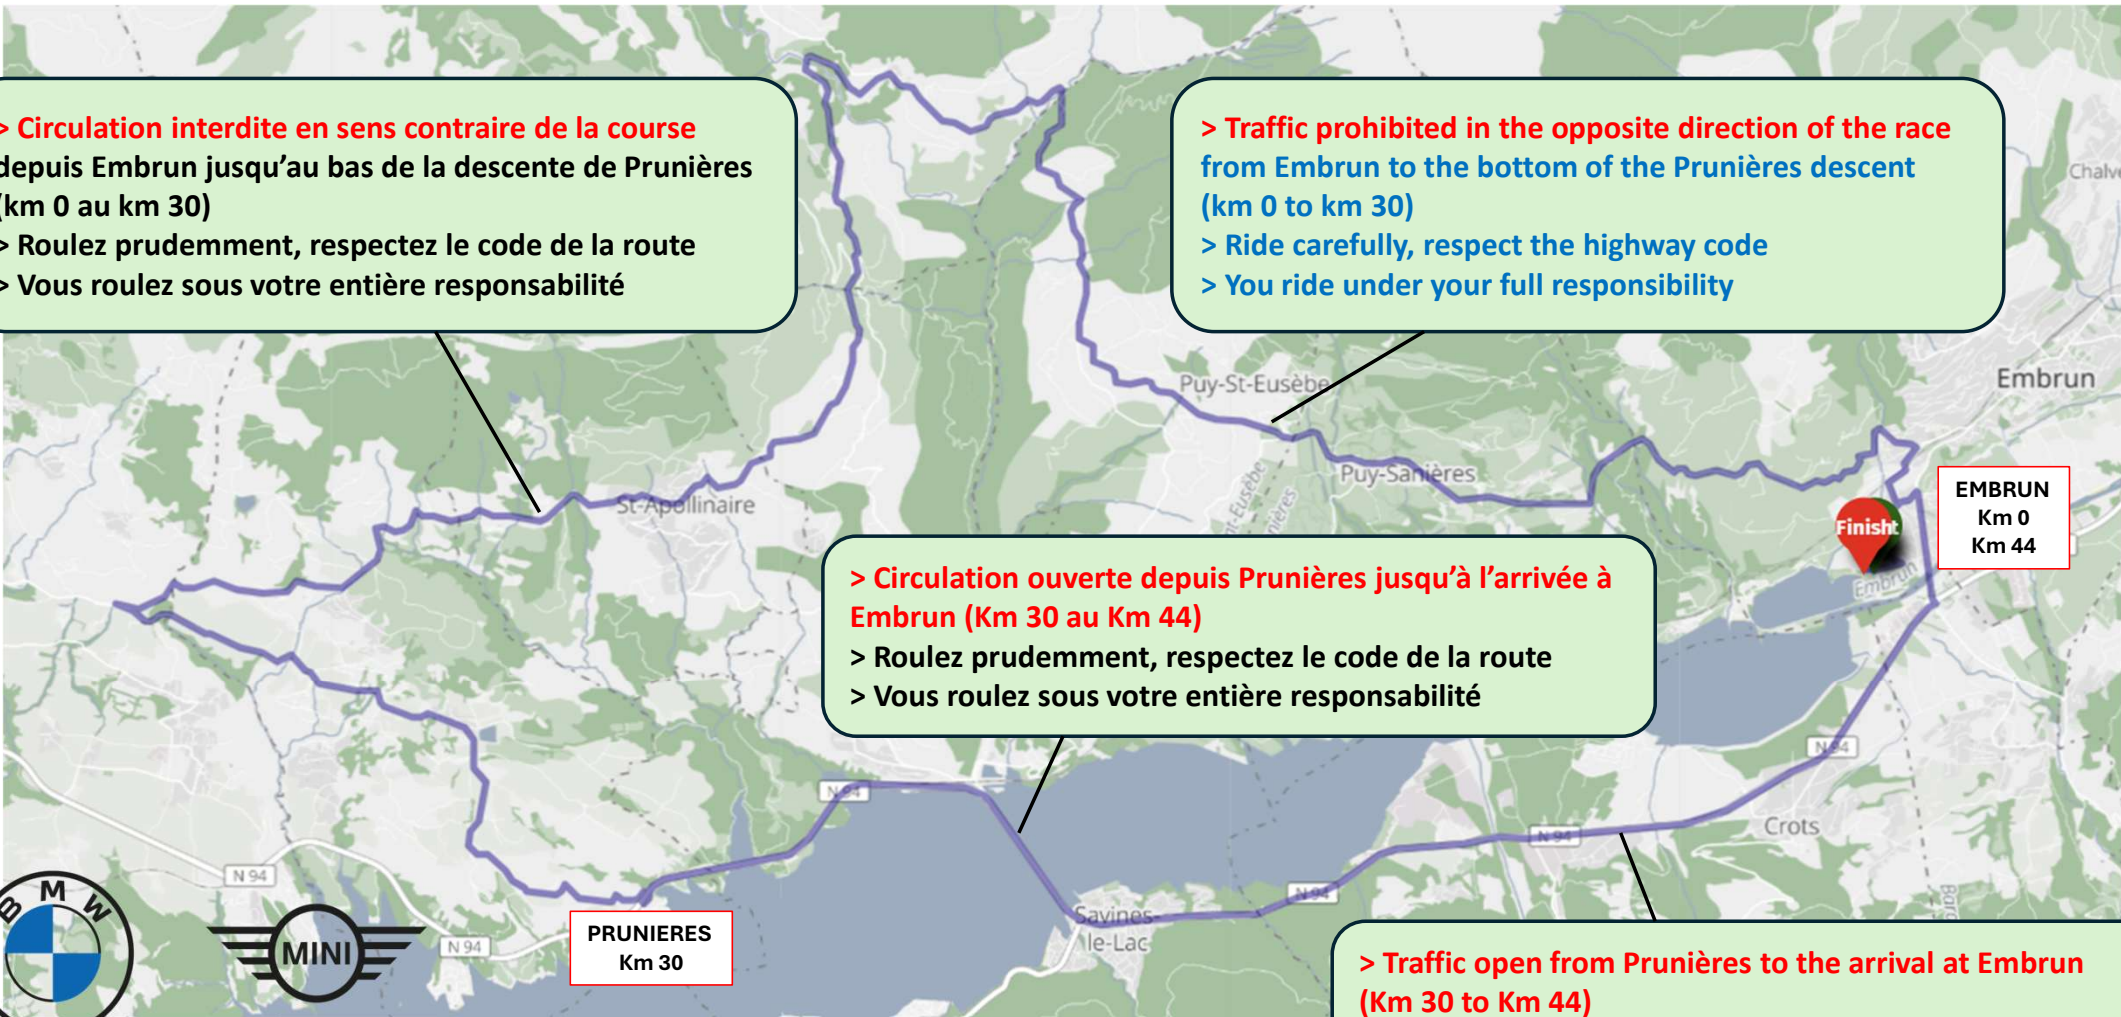 > Circulation interdite en sens contraire de la course
depuis Embrun jusqu’au bas de la descente de Prunières
(km 0 au km 30)
> Roulez prudemment, respectez le code de la route
> Vous roulez sous votre entière responsabilité
> Traffic prohibited in the opposite direction of the race
from Embrun to the bottom of the Prunières descent
(km 0 to km 30)
> Ride carefully, respect the highway code
> You ride under your full responsibility
Embrun
Puy-St-Eusèbe
Puy-Sanières
St-Apollinaire
EMBRUN
Km 0
Km 44
Finisht
Embrun
> Circulation ouverte depuis Prunières jusqu’à l’arrivée à
Embrun (Km 30 au Km 44)
> Roulez prudemment, respectez le code de la route
> Vous roulez sous votre entière responsabilité
N 94
N 94
N 94
Crots
N 94
N 94
Savines-
le-Lac
N 94
BMW
MINI
PRUNIERES
Km 30
> Traffic open from Prunières to the arrival at Embrun
(Km 30 to Km 44)